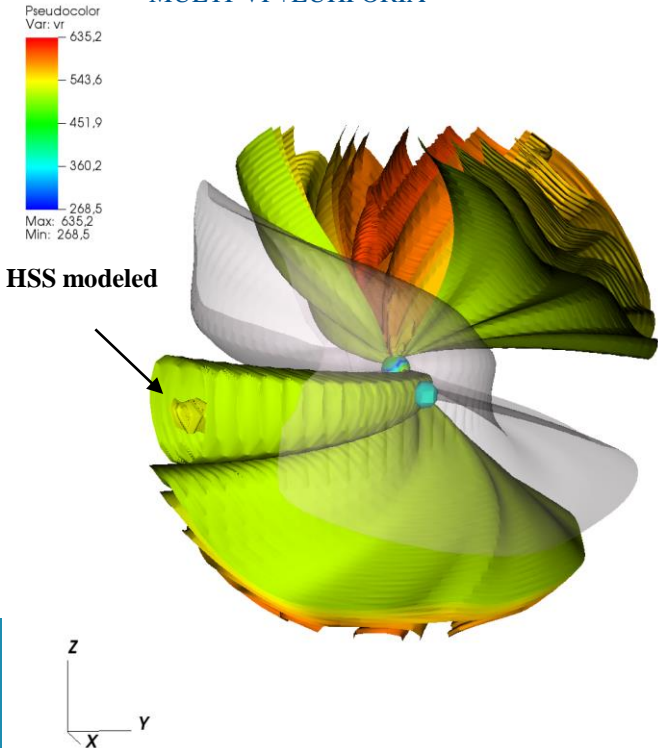 Pseudocolor
Var: vr
635,2
543,6
451,9
360,2
268,5
Max: 635,2
Min: 268,5
HSS modeled
Z
Y
X